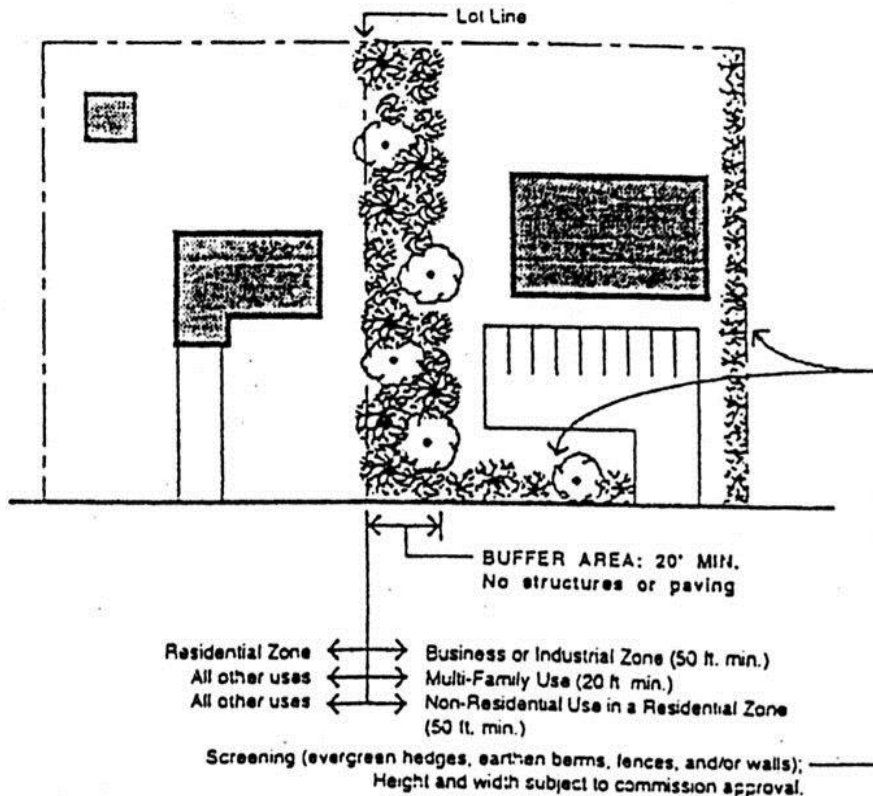 Lot Line
BUFFER AREA: 20' MIN.
No structures or paving
Residential Zone Business or Industrial Zone (50 ft. min.)
All other uses Multi-Family Use (20 ft min.)
All other uses Non-Residential Use in a Residential Zone
(50 ft. min.)
Screening (evergreen hedges, earthen berms, fences, and/or walls);
Height and width subject to commission approval.